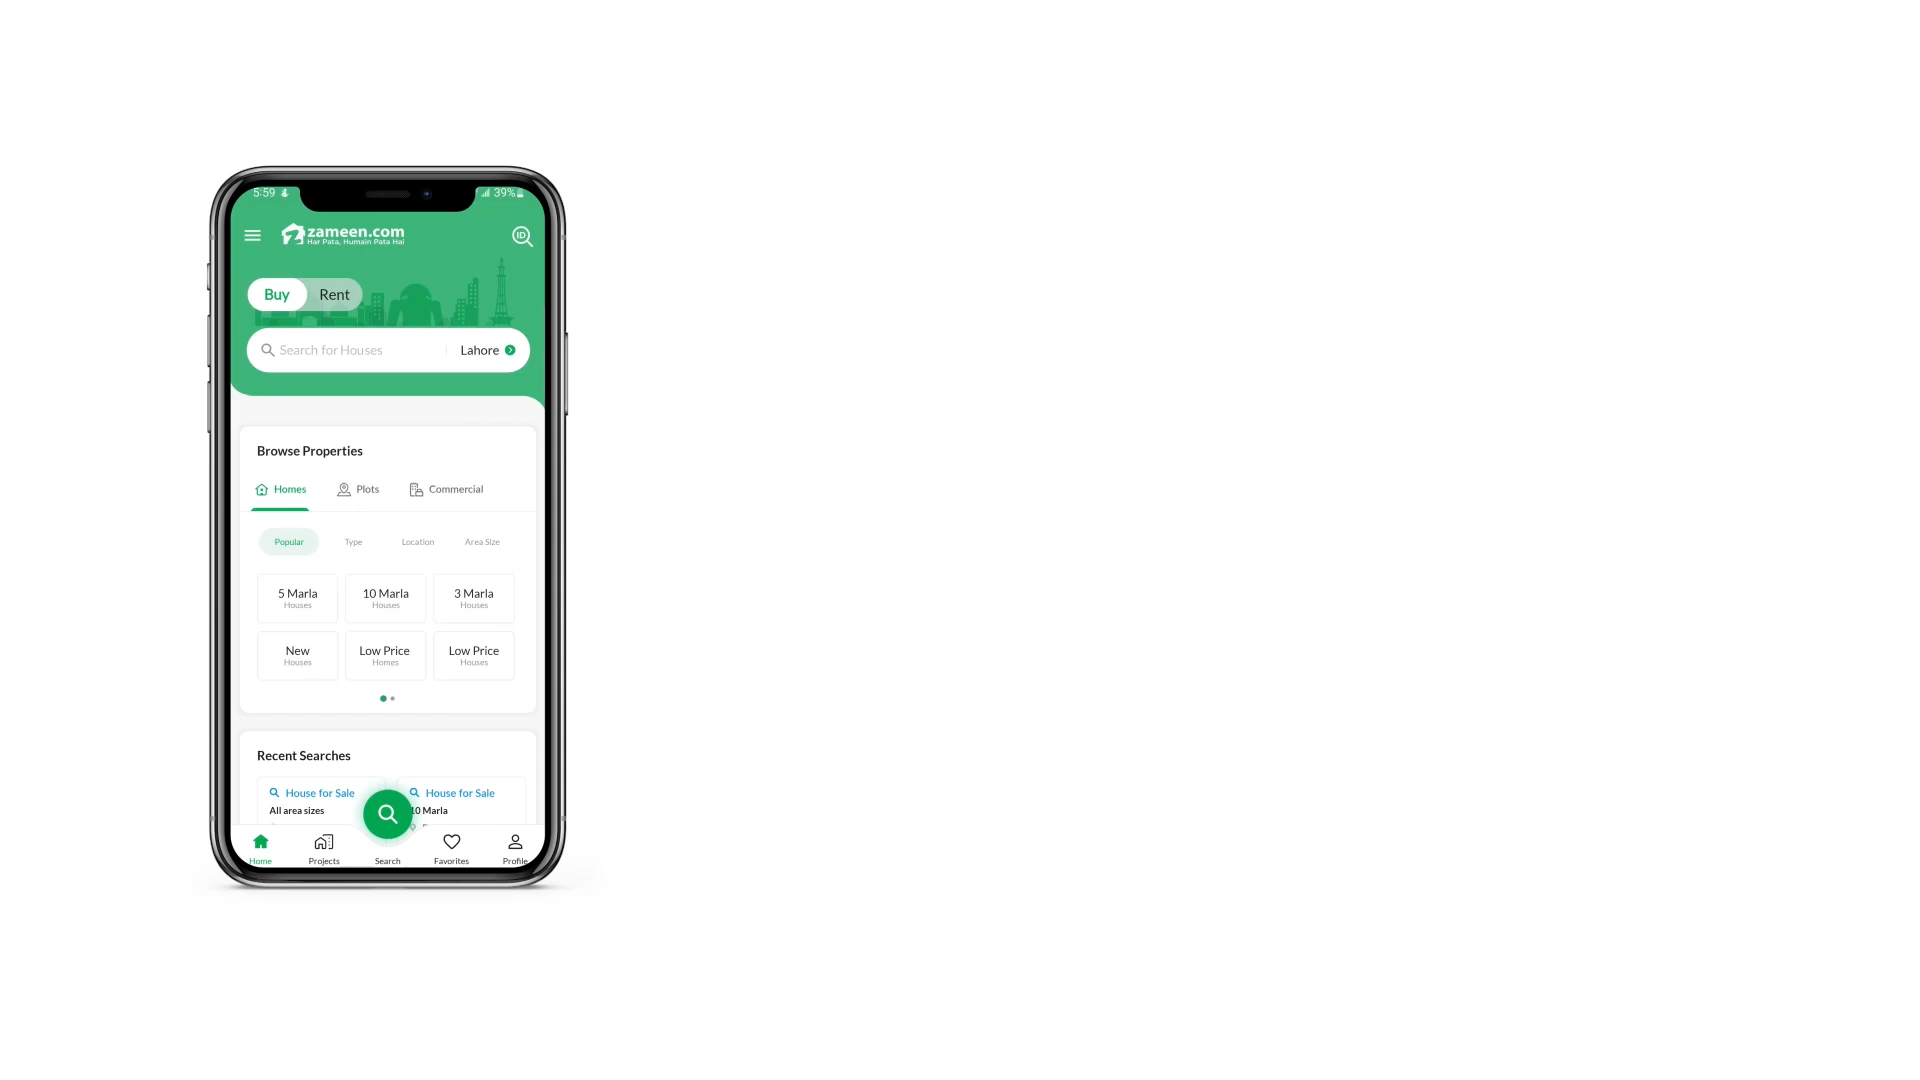 5:59
39%
zameen.com
Har Pata, Humain Pata Hai
ID
Buy Rent
Search for Houses Lahore
Browse Properties
Homes Plots Commercial
Popular Type Location Area Size
5 Marla 10 Marla 3 Marla
Houses Houses Houses
New Low Price Low Price
Houses Homes Houses
Recent Searches
House for Sale House for Sale
All area sizes 10 Marla
Home Projects Search Favorites Profile